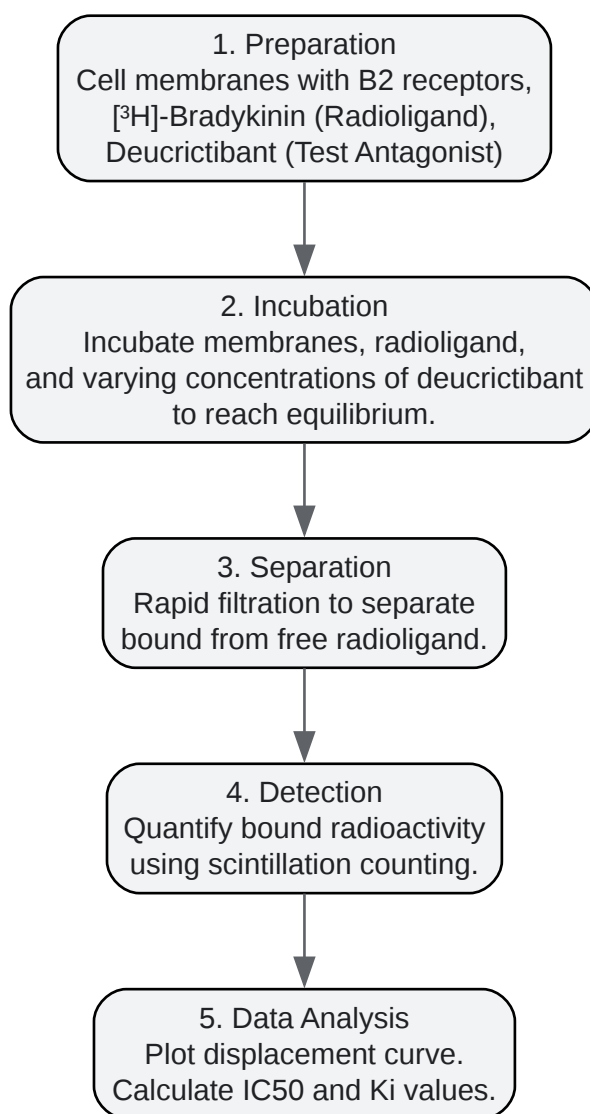 1. Preparation
Cell membranes with B2 receptors,
[³H]-Bradykinin (Radioligand),
Deucrictibant (Test Antagonist)
2. Incubation
Incubate membranes, radioligand,
and varying concentrations of deucrictibant
to reach equilibrium.
3. Separation
Rapid filtration to separate
bound from free radioligand.
4. Detection
Quantify bound radioactivity
using scintillation counting.
5. Data Analysis
Plot displacement curve.
Calculate IC50 and Ki values.